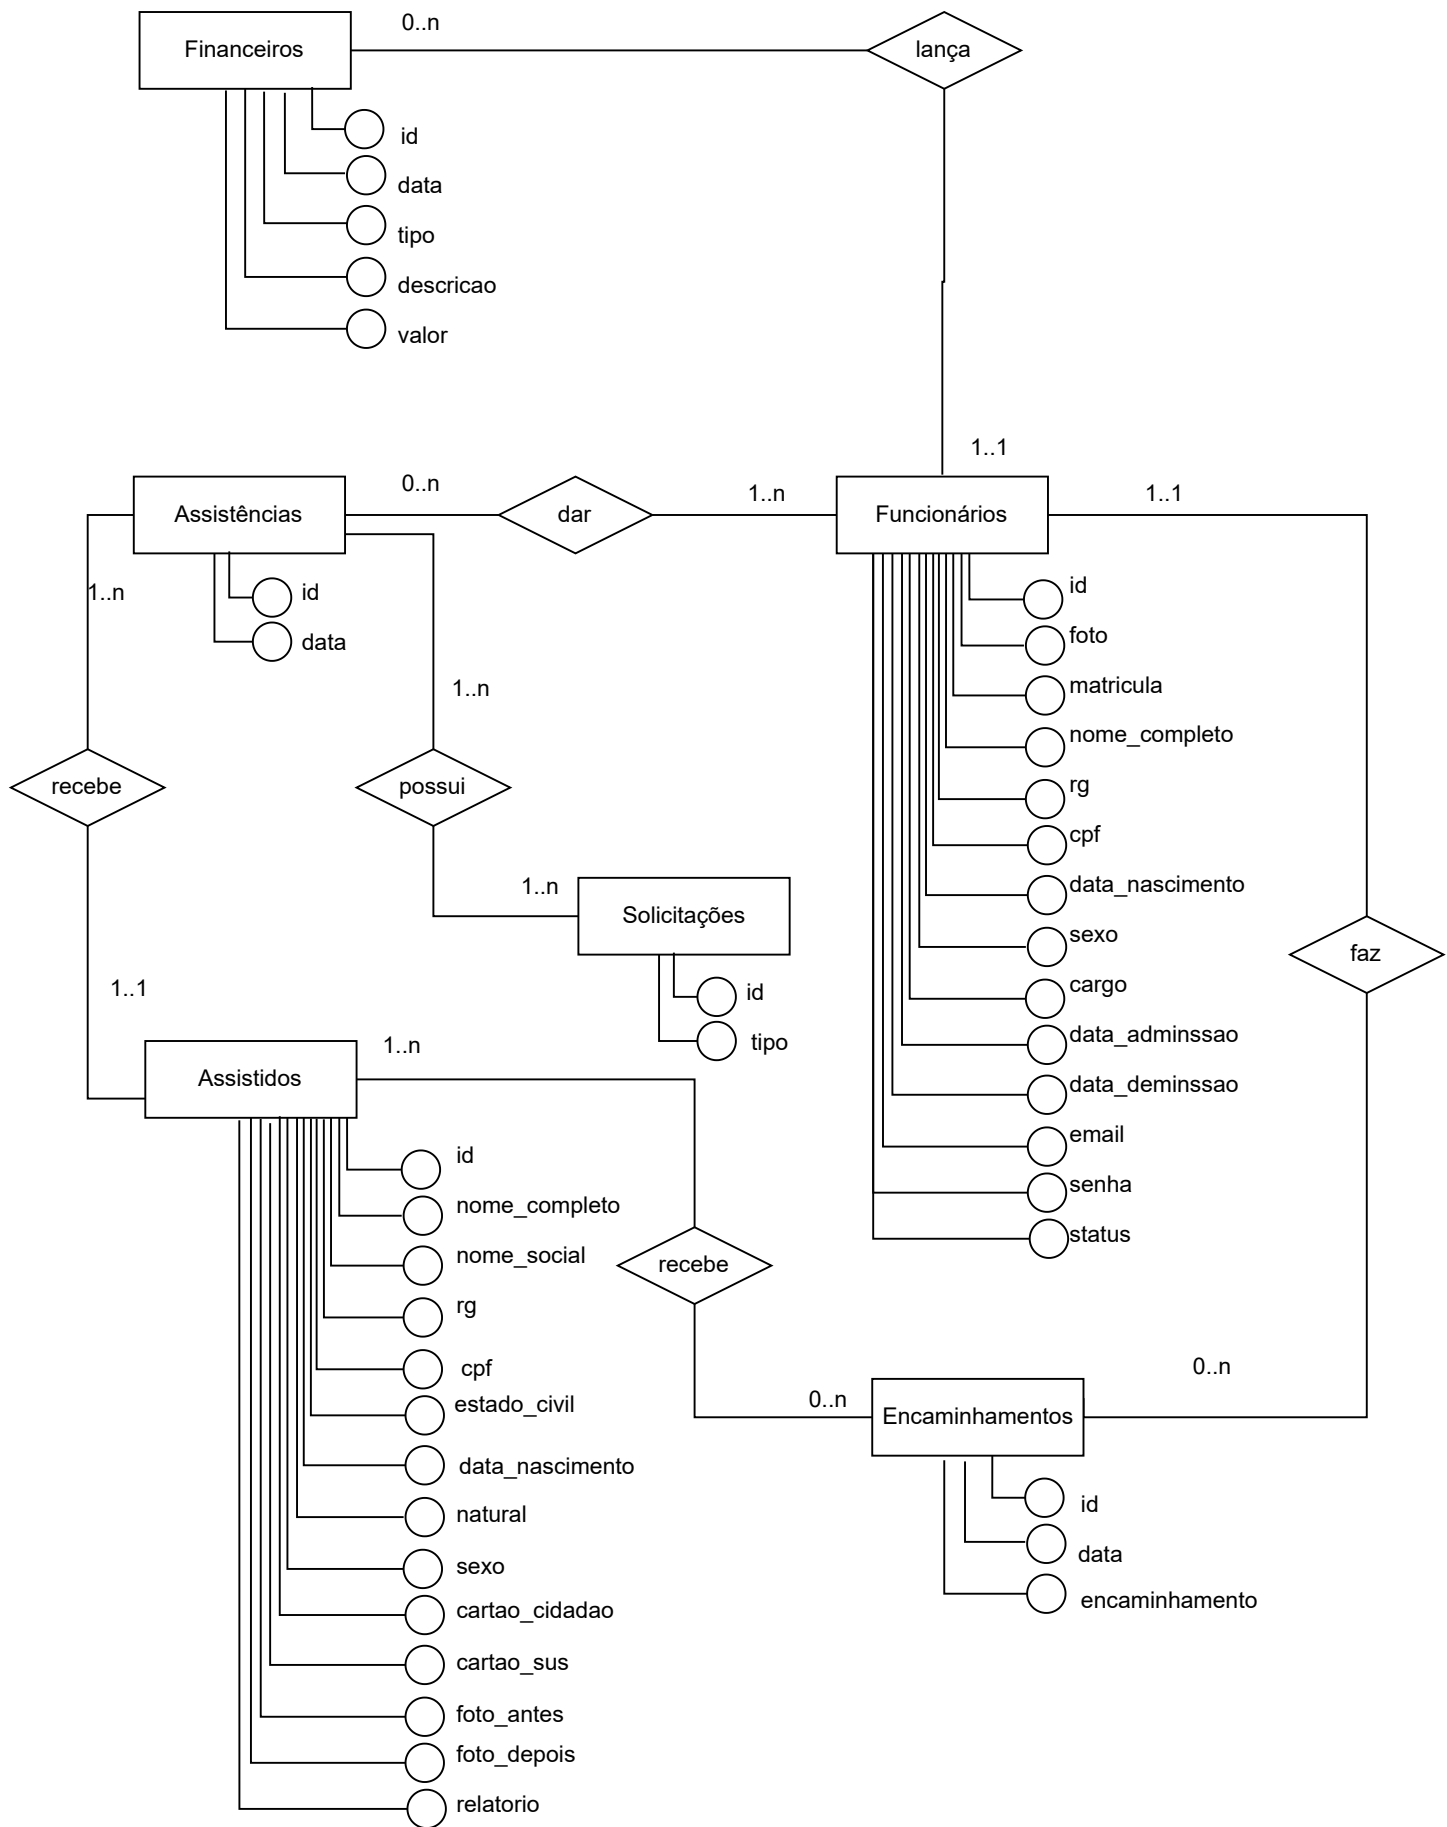 Financeiros
0..n
lança
id
data
tipo
descricao
valor
1..1
Assistências
0..n
dar
1..n
Funcionários
1..1
1..n
id
data
1..n
recebe
possui
1..n
Solicitações
id
tipo
id
foto
matricula
nome_completo
rg
cpf
data_nascimento
sexo
cargo
data_adminssao
data_deminssao
email
senha
status
faz
1..1
Assistidos
1..n
id
nome_completo
nome_social
rg
cpf
estado_civil
data_nascimento
natural
sexo
cartao_cidadao
cartao_sus
foto_antes
foto_depois
relatorio
recebe
0..n
0..n
Encaminhamentos
id
data
encaminhamento